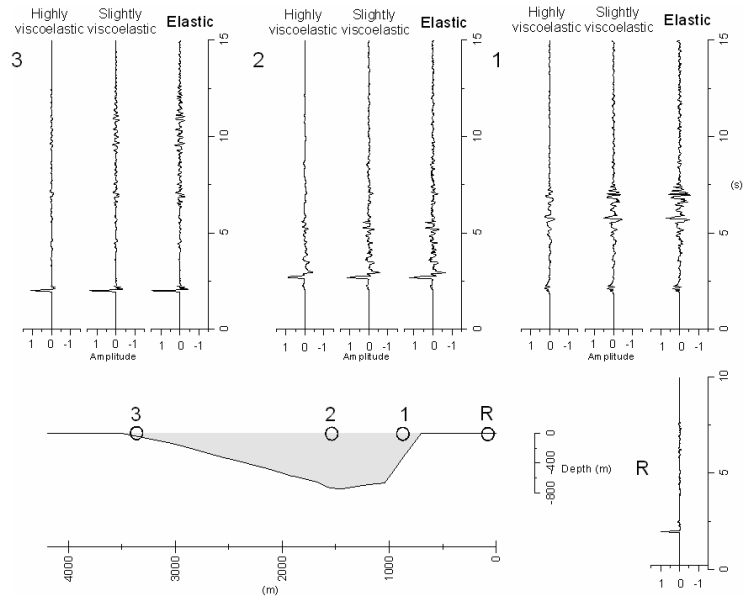 3
Highly viscoelastic
Slightly viscoelastic
Elastic
15
10
5
0
1 0 -1 1 0 -1 1 0 -1
Amplitude
2
Highly viscoelastic
Slightly viscoelastic
Elastic
15
10
5
0
1 0 -1 1 0 -1 1 0 -1
Amplitude
1
Highly viscoelastic
Slightly viscoelastic
Elastic
15
10
(s)
5
0
1 0 -1 1 0 -1 1 0 -1
Amplitude
3 2 1 R
0
-400
-800
Depth (m)
4000 3000 2000 1000 0
(m)
R
10
5
0
1 0 -1
Amplitude